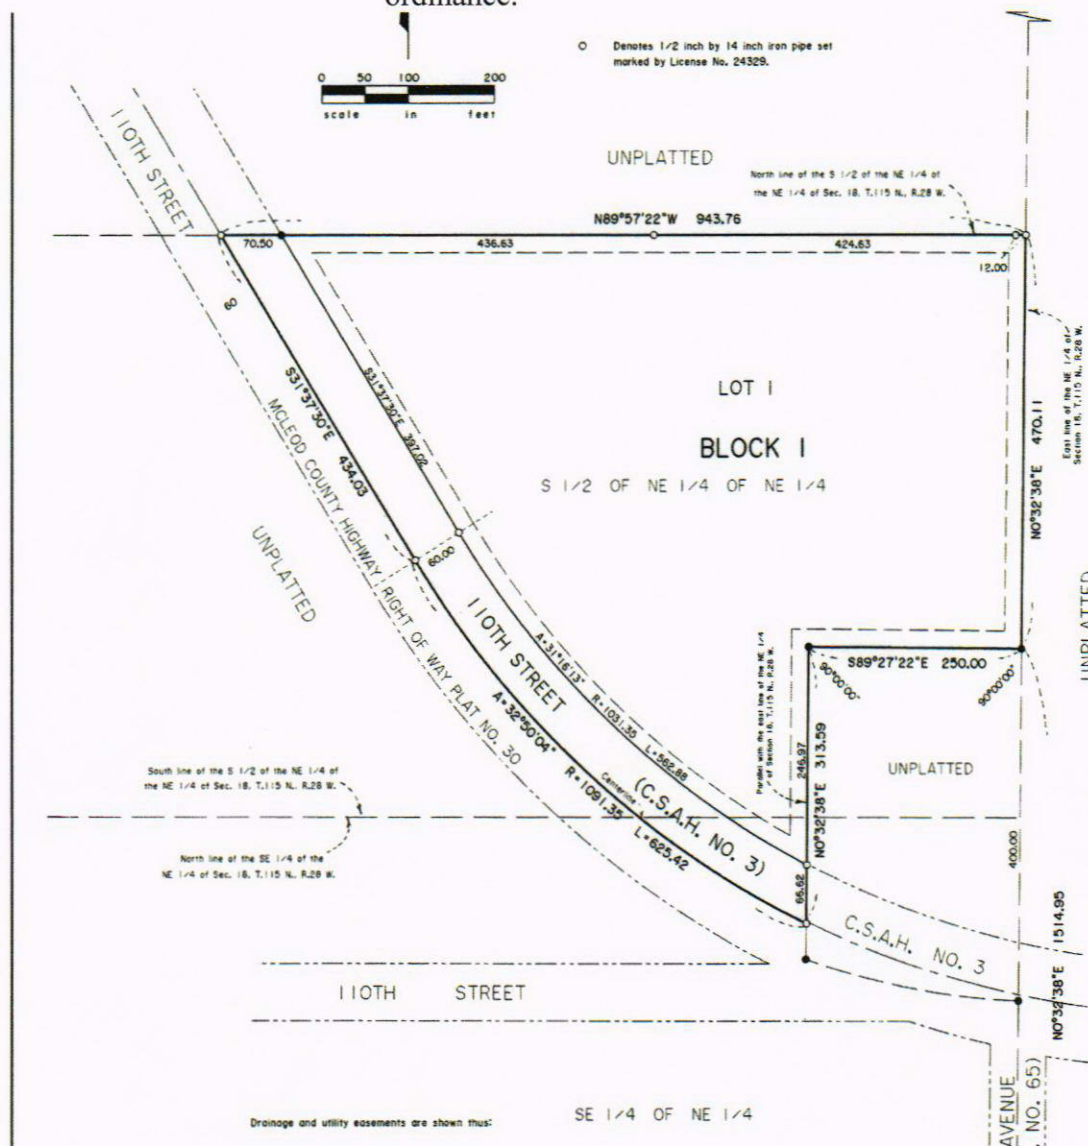 ordinance.
Denotes 1/2 inch by 14 inch iron pipe set
marked by License No. 24329.
0 50 100 200
scale in feet
110TH STREET
UNPLATTED
North line of the S 1/2 of the NE 1/4 of
the NE 1/4 of Sec. 18, T.115 N., R.28 W.
N89°57'22"W 943.76
70.50
436.63
424.63
12.00
60
S31°37'30"E 434.03
S31°37'30"E 397.02
LOT 1
BLOCK 1
S 1/2 OF NE 1/4 OF NE 1/4
East line of the NE 1/4 of
Section 18, T.115 N., R.28 W.
N0°32'38"E 470.11
MCLEOD COUNTY HIGHWAY RIGHT OF WAY PLAT NO. 30
UNPLATTED
60.00
110TH STREET
(C.S.A.H. NO. 3)
Centerline
A=31°16'13" R=1031.35 L=562.88
A=32°50'04" R=1091.35 L=625.42
UNPLATTED
S89°27'22"E 250.00
90°00'00"
90°00'00"
Parallel with the east line of the NE 1/4
of Section 18, T.115 N., R.28 W.
246.97
N0°32'38"E 313.59
UNPLATTED
South line of the S 1/2 of the NE 1/4 of
the NE 1/4 of Sec. 18, T.115 N., R.28 W.
North line of the SE 1/4 of the
NE 1/4 of Sec. 18, T.115 N., R.28 W.
400.00
66.62
C.S.A.H. NO. 3
N0°32'38"E 1514.95
110TH STREET
AVENUE
NO. 65)
Drainage and utility easements are shown thus:
SE 1/4 OF NE 1/4